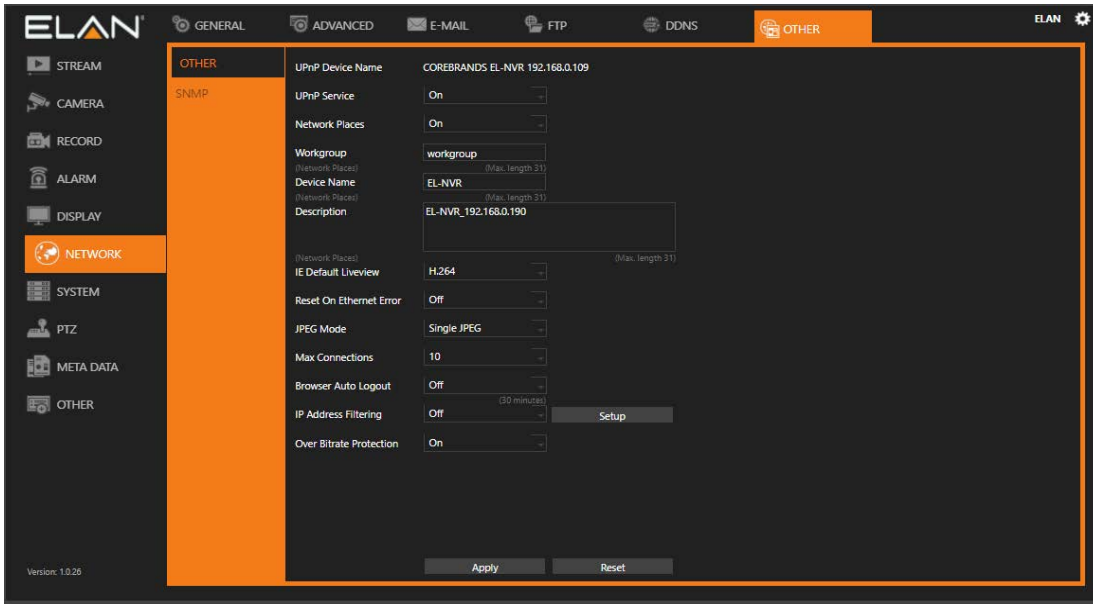 ELAN
GENERAL
ADVANCED
E-MAIL
FTP
DDNS
OTHER
ELAN
STREAM
CAMERA
RECORD
ALARM
DISPLAY
NETWORK
SYSTEM
PTZ
META DATA
OTHER
Version: 1.0.26
OTHER
SNMP
UPnP Device Name COREBRANDS EL-NVR 192.168.0.109
UPnP Service On
Network Places On
Workgroup workgroup
(Network Places) (Max. length 31)
Device Name EL-NVR
(Network Places) (Max. length 31)
Description EL-NVR_192.168.0.190
(Network Places) (Max. length 31)
IE Default Liveview H.264
Reset On Ethernet Error Off
JPEG Mode Single JPEG
Max Connections 10
Browser Auto Logout Off
(30 minutes)
IP Address Filtering Off Setup
Over Bitrate Protection On
Apply Reset